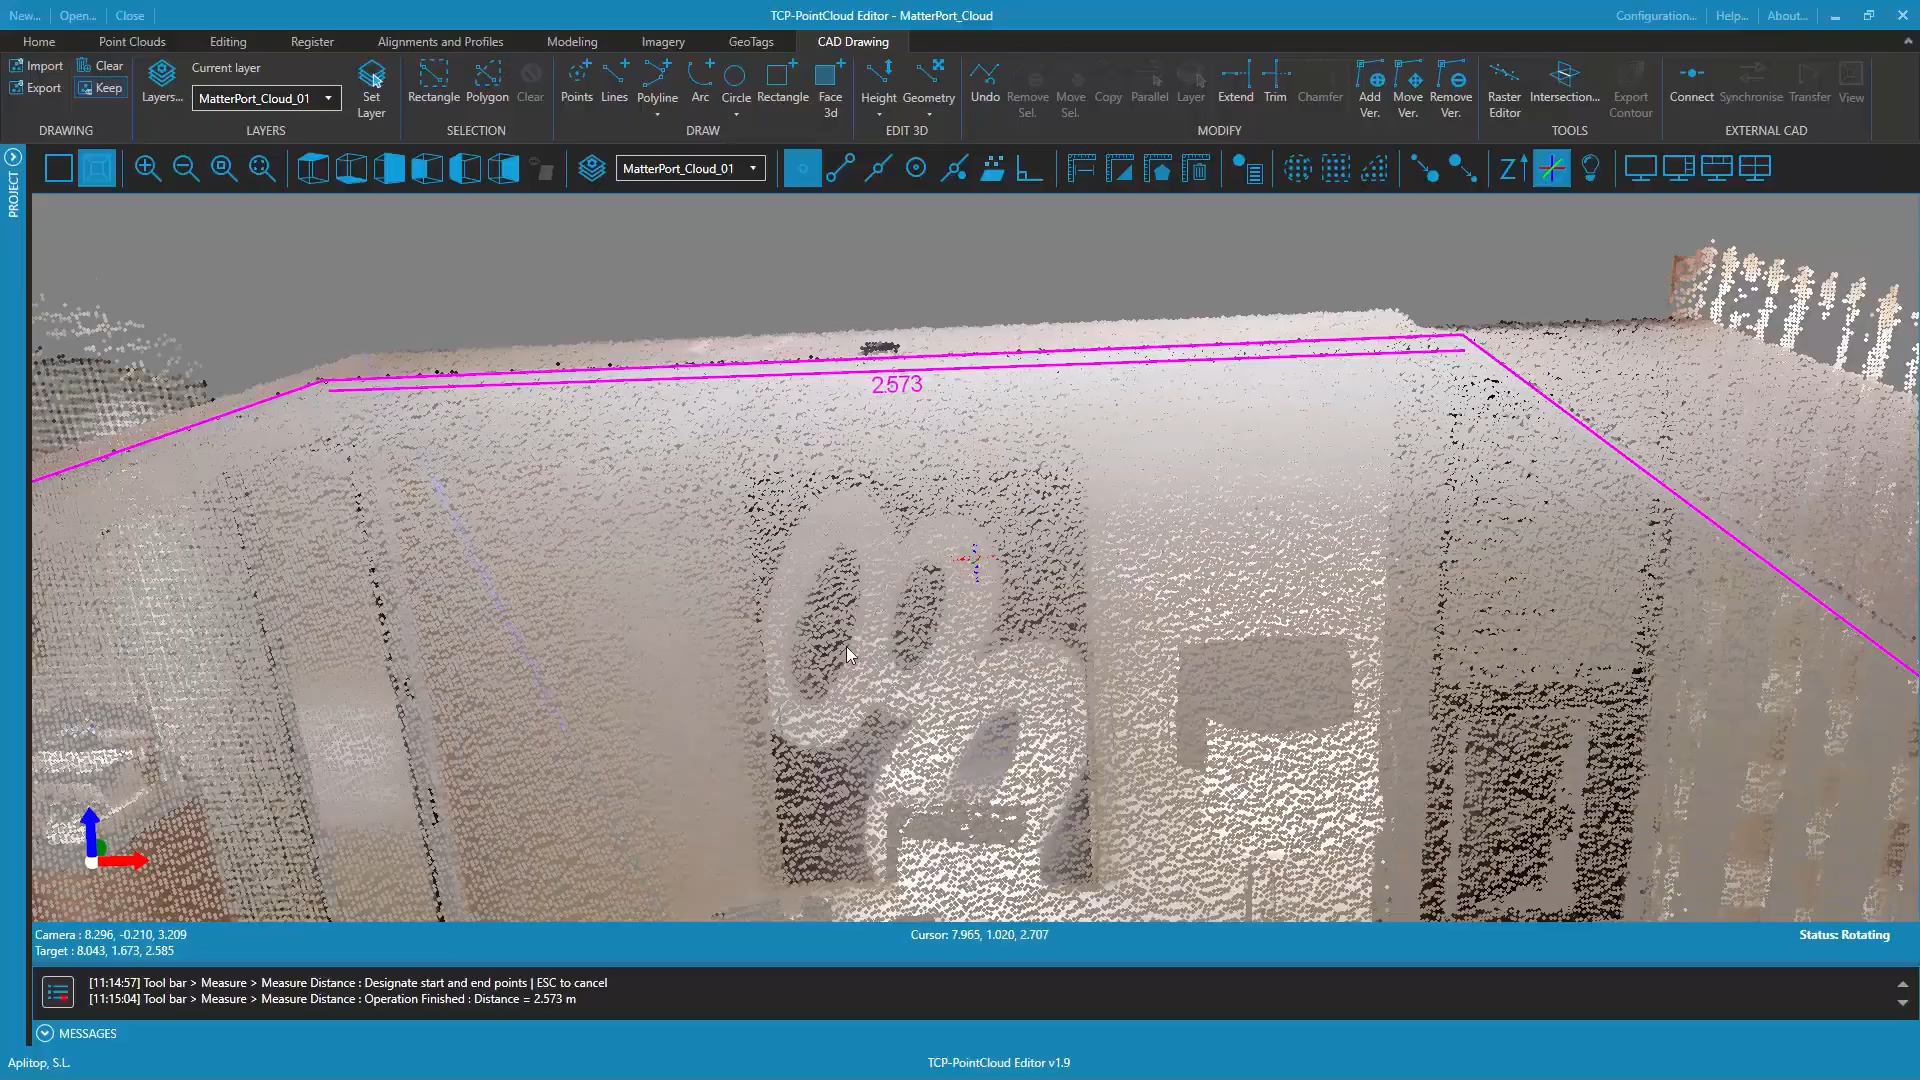 New... Open... Close TCP-PointCloud Editor - MatterPort_Cloud Configuration... Help... About...
Home Point Clouds Editing Register Alignments and Profiles Modeling Imagery GeoTags CAD Drawing
Import Clear
Export Keep
DRAWING
Layers...
Current layer
MatterPort_Cloud_01
Set Layer
LAYERS
Rectangle Polygon Clear
SELECTION
Points Lines Polyline Arc Circle Rectangle Face 3d
DRAW
Height Geometry
EDIT 3D
Undo Remove Sel. Move Sel. Copy Parallel Layer Extend Trim Chamfer Add Ver. Move Ver. Remove Ver.
MODIFY
Raster Editor Intersection... Export Contour
TOOLS
Connect Synchronise Transfer View
EXTERNAL CAD
PROJECT
MatterPort_Cloud_01
Z
2.573
Camera : 8.296, -0.210, 3.209
Target : 8.043, 1.673, 2.585
Cursor: 7.965, 1.020, 2.707
Status: Rotating
[11:14:57] Tool bar > Measure > Measure Distance : Designate start and end points | ESC to cancel
[11:15:04] Tool bar > Measure > Measure Distance : Operation Finished : Distance = 2.573 m
MESSAGES
Aplitop, S.L. TCP-PointCloud Editor v1.9